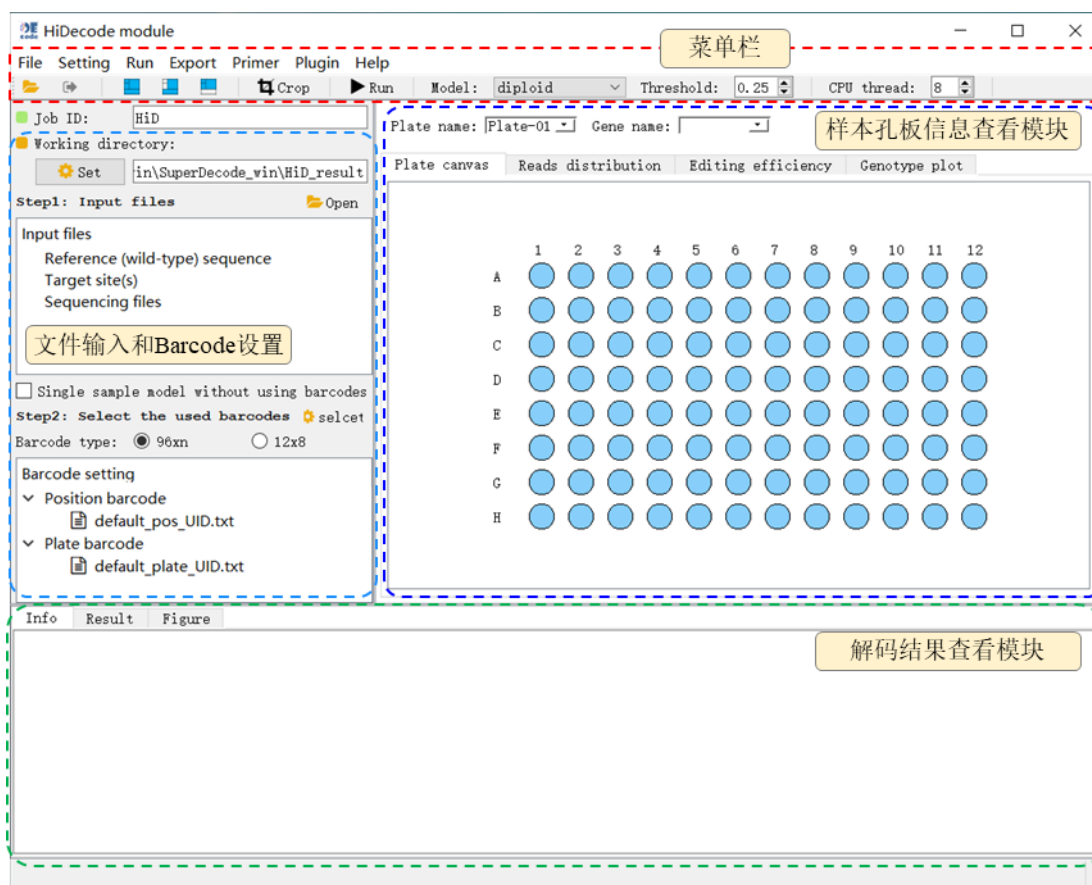 HiDecode module
菜单栏
File Setting Run Export Primer Plugin Help
Crop Run Model: diploid Threshold: 0.25 CPU thread: 8
Job ID: HiD
Working directory:
Set in\SuperDecode_win\HiD_result
Step1: Input files Open
Input files
Reference (wild-type) sequence
Target site(s)
Sequencing files
文件输入和Barcode设置
Single sample model without using barcodes
Step2: Select the used barcodes selcet
Barcode type: 96xn 12x8
Barcode setting
Position barcode
default_pos_UID.txt
Plate barcode
default_plate_UID.txt
Plate name: Plate-01 Gene name:
样本孔板信息查看模块
Plate canvas Reads distribution Editing efficiency Genotype plot
1 2 3 4 5 6 7 8 9 10 11 12
A
B
C
D
E
F
G
H
Info Result Figure
解码结果查看模块